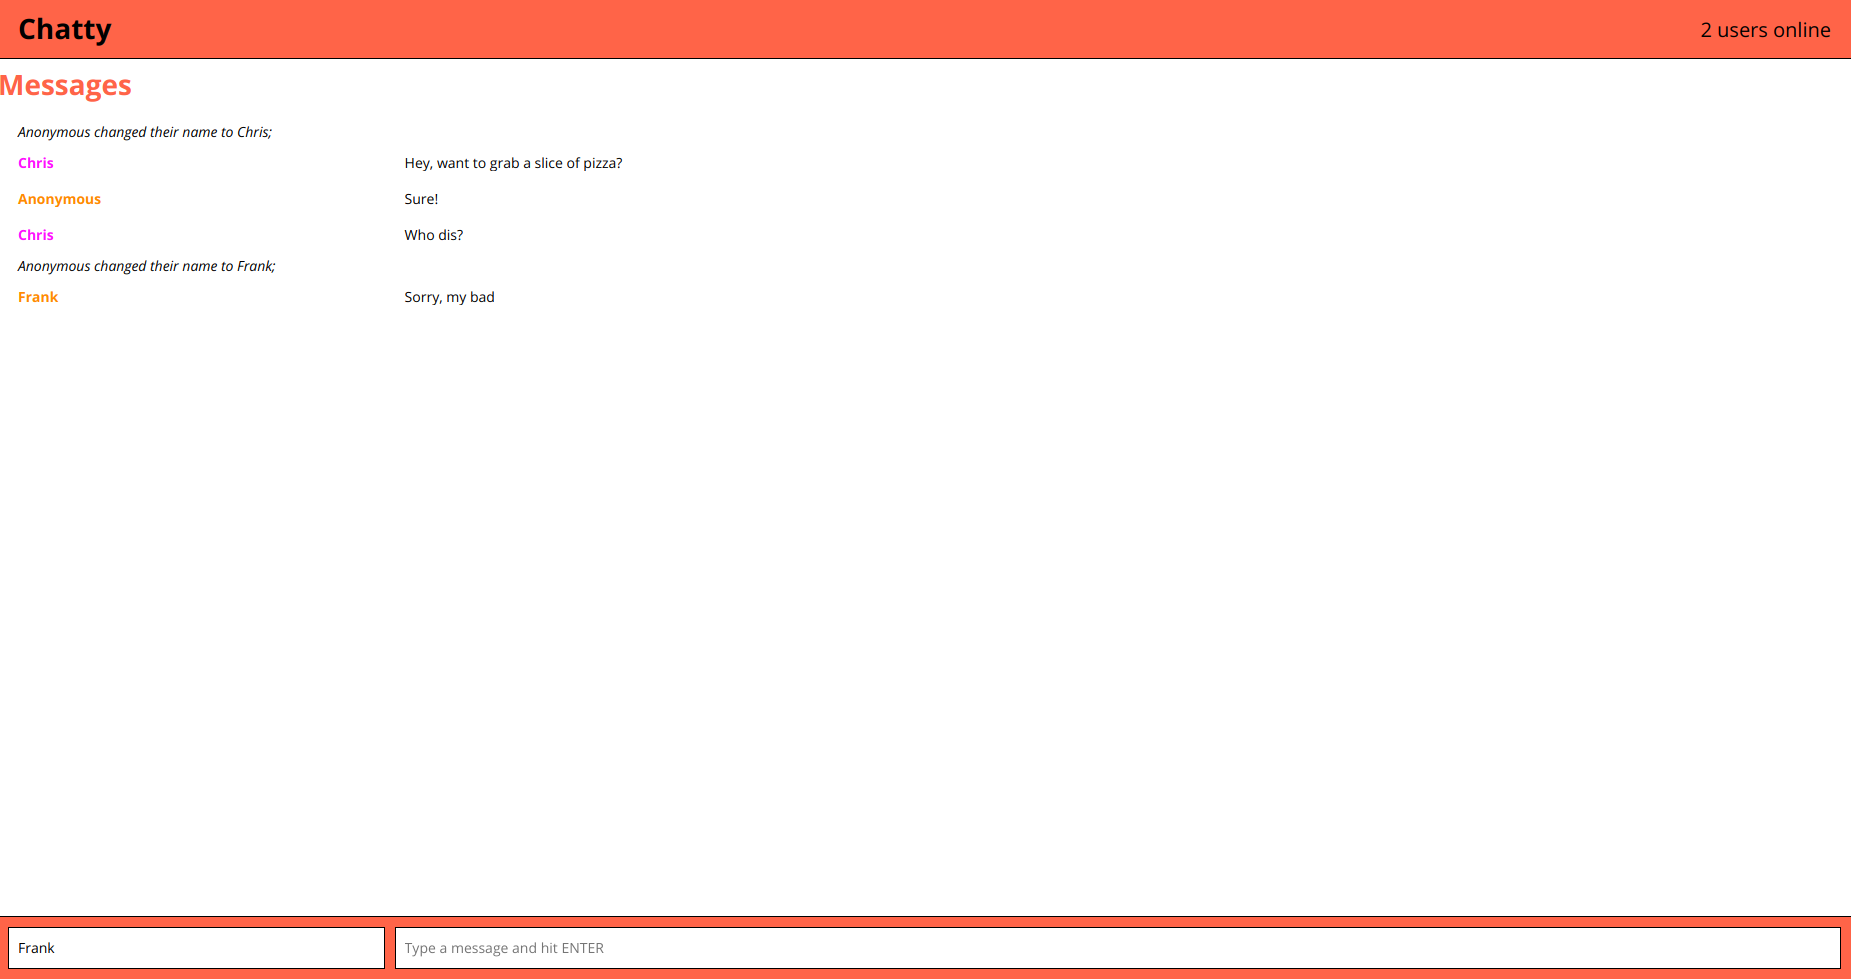 Chatty
2 users online
Messages
Anonymous changed their name to Chris;
Chris Hey, want to grab a slice of pizza?
Anonymous Sure!
Chris Who dis?
Anonymous changed their name to Frank;
Frank Sorry, my bad
Frank Type a message and hit ENTER